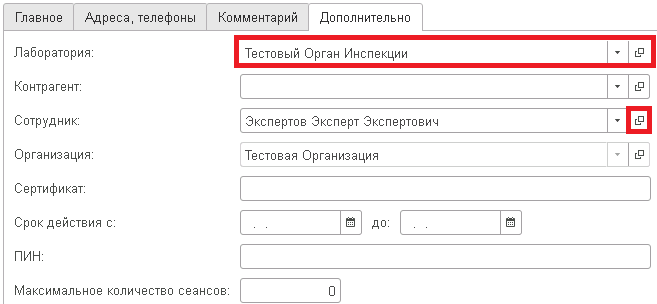 Главное Адреса, телефоны Комментарий Дополнительно
Лаборатория: Тестовый Орган Инспекции
Контрагент:
Сотрудник: Экспертов Эксперт Экспертович
Организация: Тестовая Организация
Сертификат:
Срок действия с: . . до: . .
ПИН:
Максимальное количество сеансов: 0